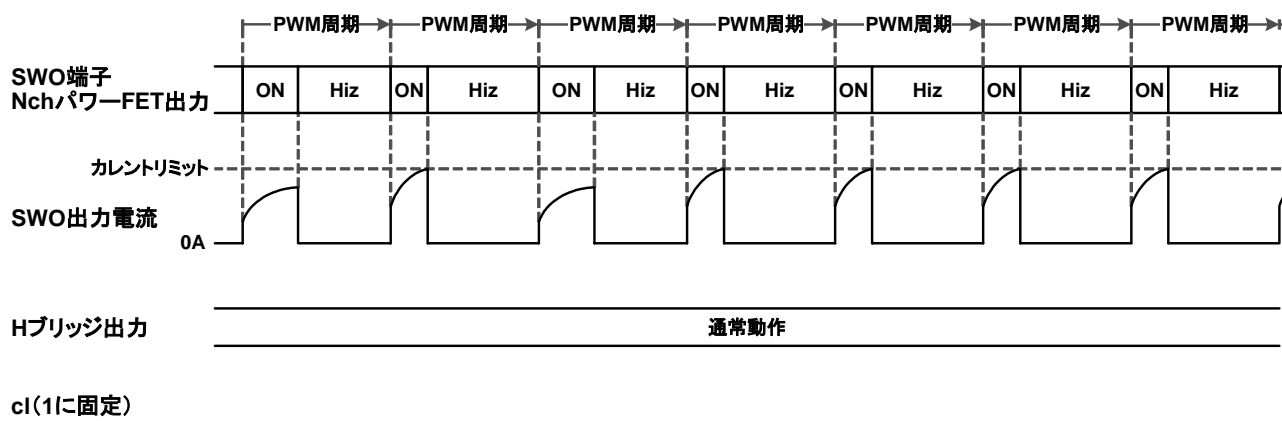 PWM周期 PWM周期 PWM周期 PWM周期 PWM周期 PWM周期 PWM周期
SWO端子
NchパワーFET出力
ON Hiz ON Hiz ON Hiz ON Hiz ON Hiz ON Hiz ON Hiz
カレントリミット
SWO出力電流
0A
Hブリッジ出力
通常動作
cl(1に固定)